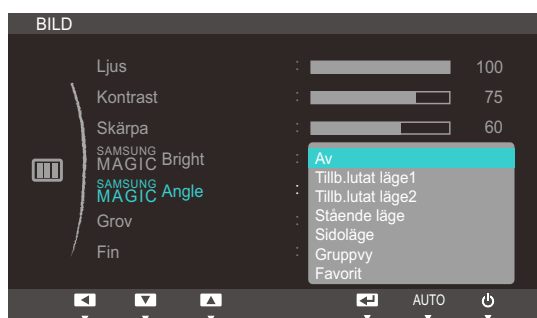 BILD
Ljus : 100
Kontrast : 75
Skärpa : 60
SAMSUNG MAGIC Bright :
SAMSUNG MAGIC Angle :
Grov :
Fin :
Av
Tillb.lutat läge1
Tillb.lutat läge2
Stående läge
Sidoläge
Gruppvy
Favorit
AUTO